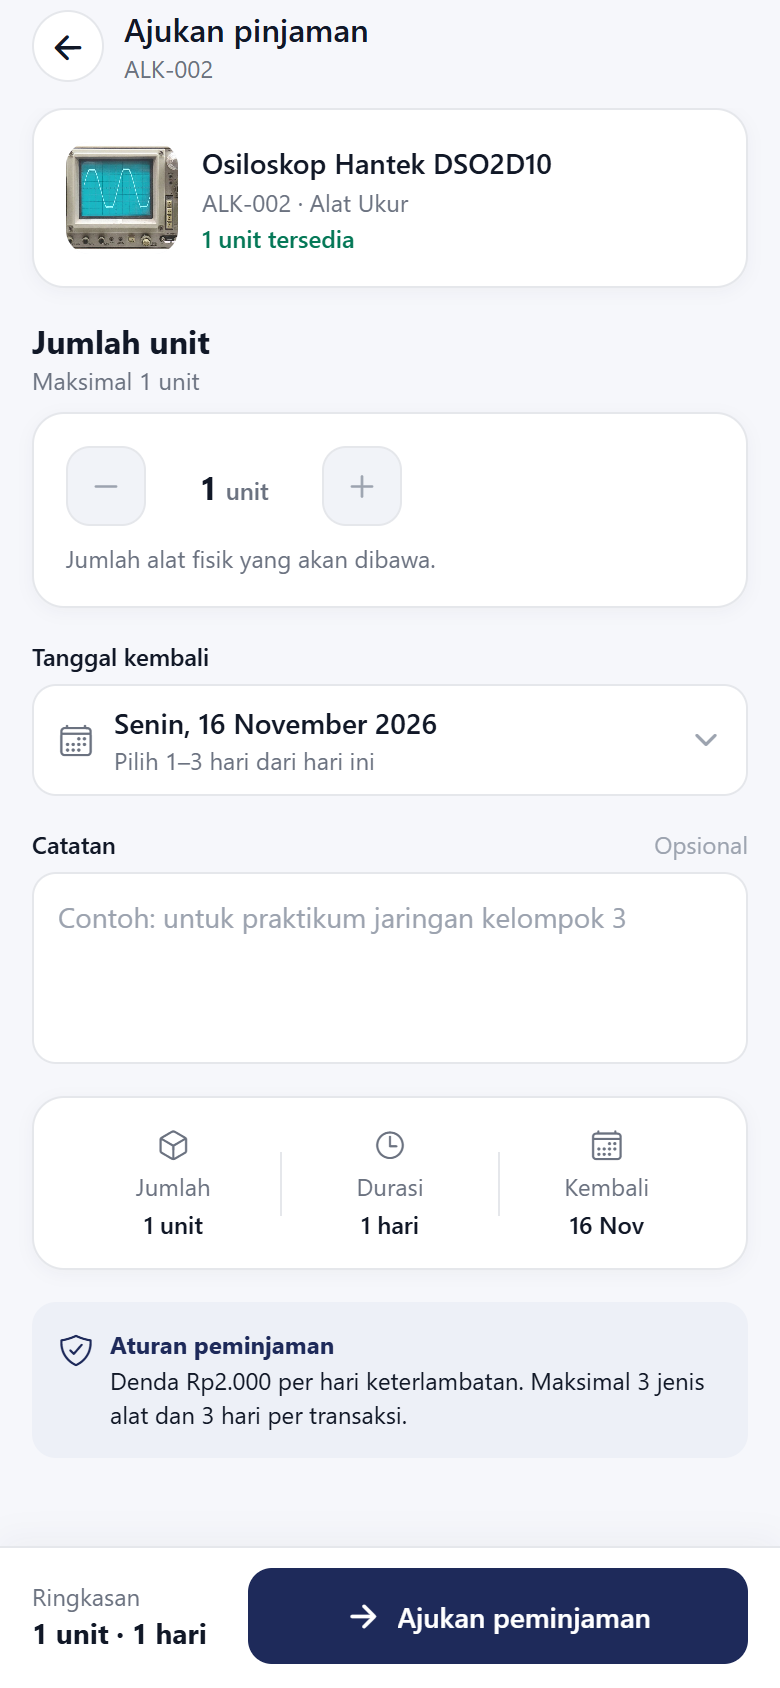 Ajukan pinjaman
ALK-002
Osiloskop Hantek DSO2D10
ALK-002 · Alat Ukur
1 unit tersedia
Jumlah unit
Maksimal 1 unit
1 unit
Jumlah alat fisik yang akan dibawa.
Tanggal kembali
Senin, 16 November 2026
Pilih 1–3 hari dari hari ini
Catatan
Opsional
Contoh: untuk praktikum jaringan kelompok 3
Jumlah
1 unit
Durasi
1 hari
Kembali
16 Nov
Aturan peminjaman
Denda Rp2.000 per hari keterlambatan. Maksimal 3 jenis
alat dan 3 hari per transaksi.
Ringkasan
1 unit · 1 hari
Ajukan peminjaman